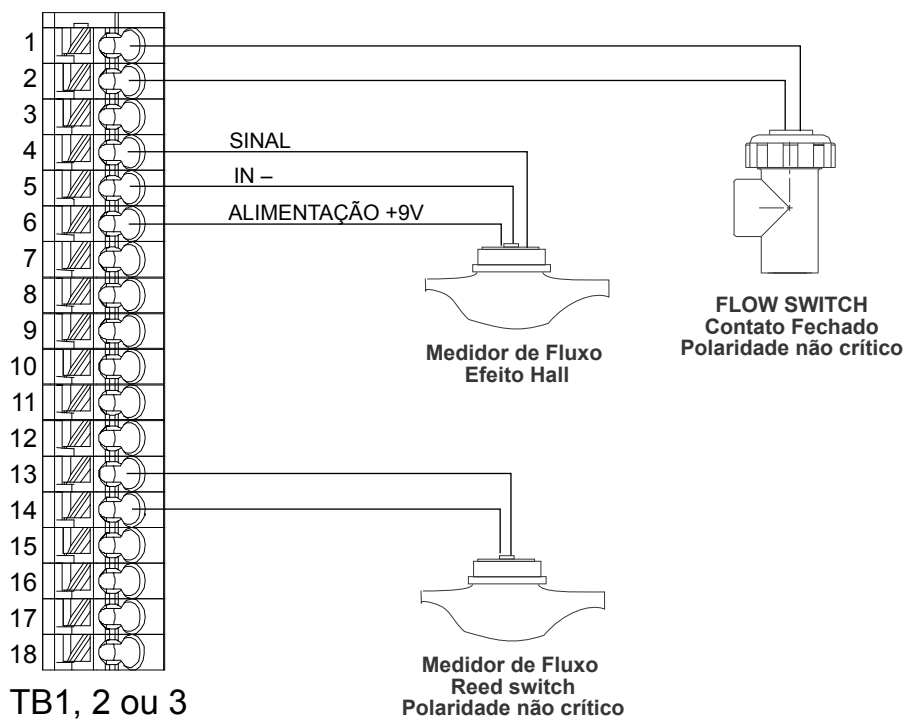 1
2
3
4
5
6
7
8
9
10
11
12
13
14
15
16
17
18
TB1, 2 ou 3
SINAL
IN –
ALIMENTAÇÃO +9V
Medidor de Fluxo
Efeito Hall
FLOW SWITCH
Contato Fechado
Polaridade não crítico
Medidor de Fluxo
Reed switch
Polaridade não crítico